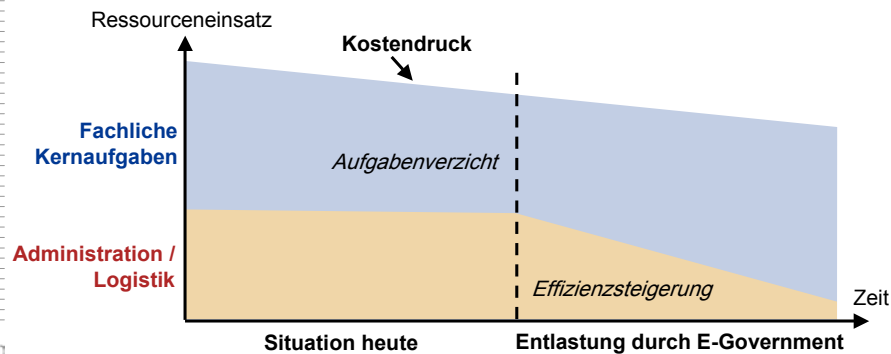 Ressourceneinsatz
Kostendruck
Fachliche
Kernaufgaben
Aufgabenverzicht
Administration /
Logistik
Effizienzsteigerung
Zeit
Situation heute
Entlastung durch E-Government